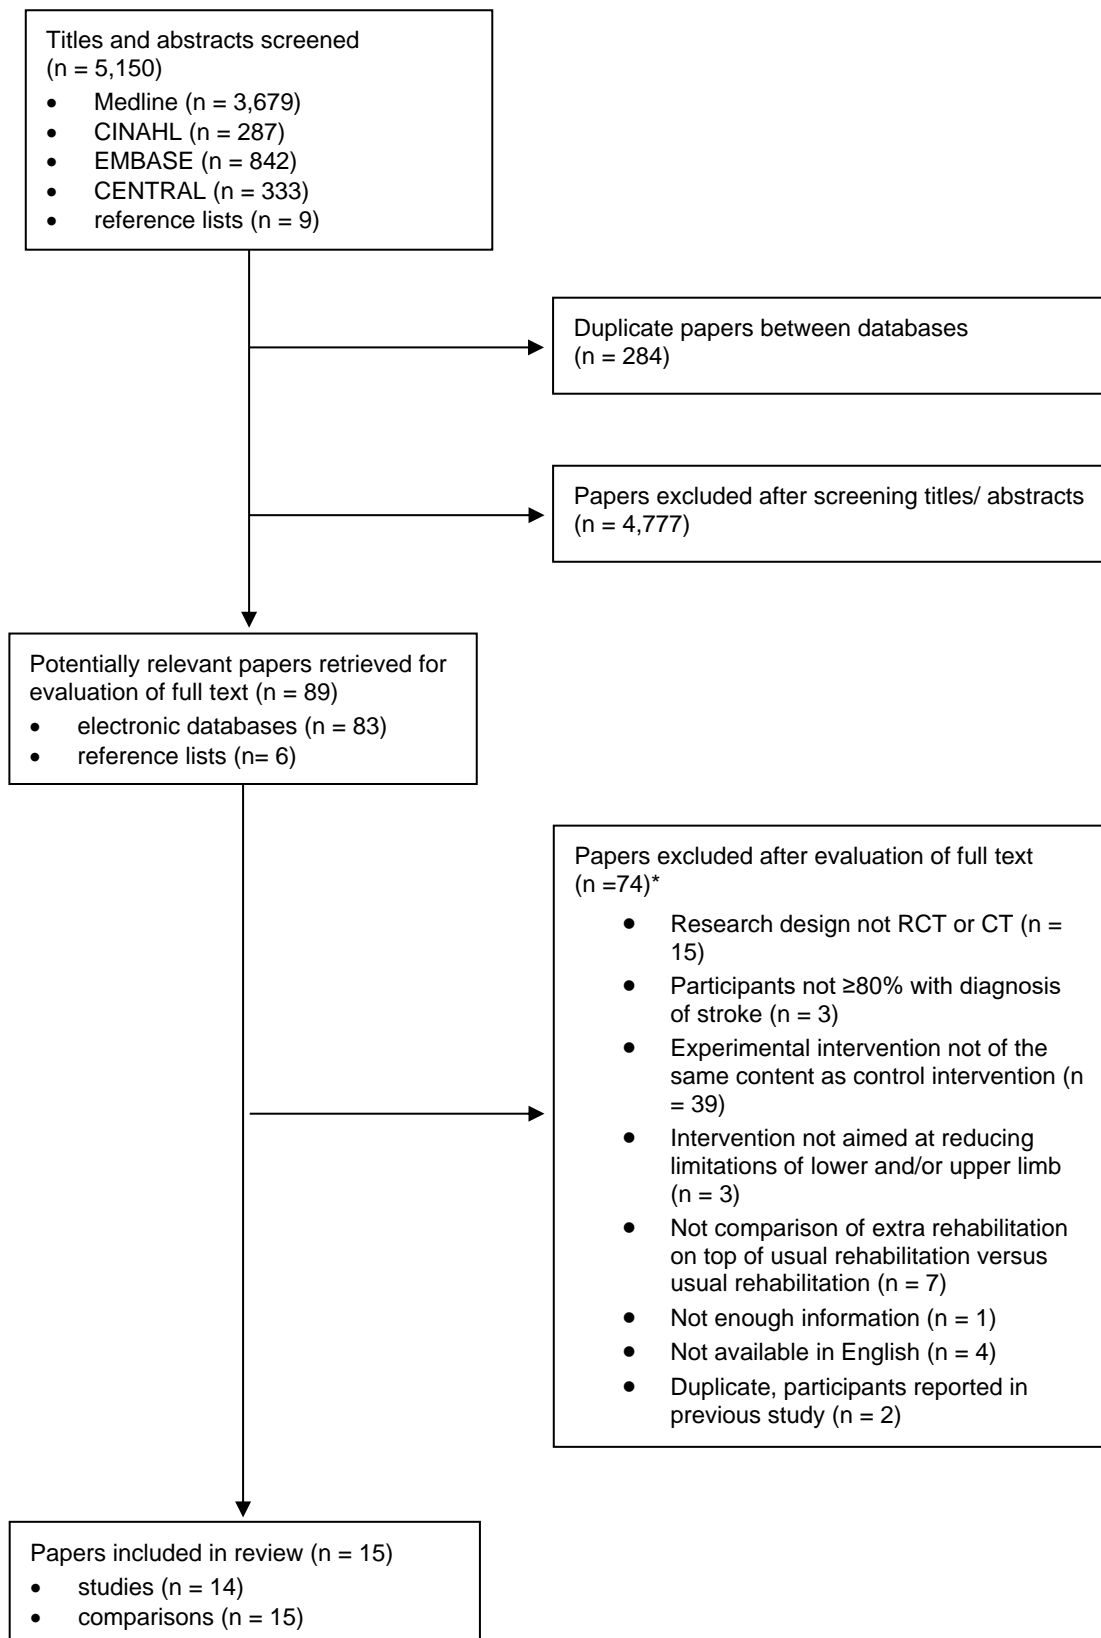 Titles and abstracts screened
(n = 5,150)
• Medline (n = 3,679)
• CINAHL (n = 287)
• EMBASE (n = 842)
• CENTRAL (n = 333)
• reference lists (n = 9)
Duplicate papers between databases
(n = 284)
Papers excluded after screening titles/ abstracts
(n = 4,777)
Potentially relevant papers retrieved for
evaluation of full text (n = 89)
• electronic databases (n = 83)
• reference lists (n= 6)
Papers excluded after evaluation of full text
(n =74)*
• Research design not RCT or CT (n =
15)
• Participants not ≥80% with diagnosis
of stroke (n = 3)
• Experimental intervention not of the
same content as control intervention (n
= 39)
• Intervention not aimed at reducing
limitations of lower and/or upper limb
(n = 3)
• Not comparison of extra rehabilitation
on top of usual rehabilitation versus
usual rehabilitation (n = 7)
• Not enough information (n = 1)
• Not available in English (n = 4)
• Duplicate, participants reported in
previous study (n = 2)
Papers included in review (n = 15)
• studies (n = 14)
• comparisons (n = 15)